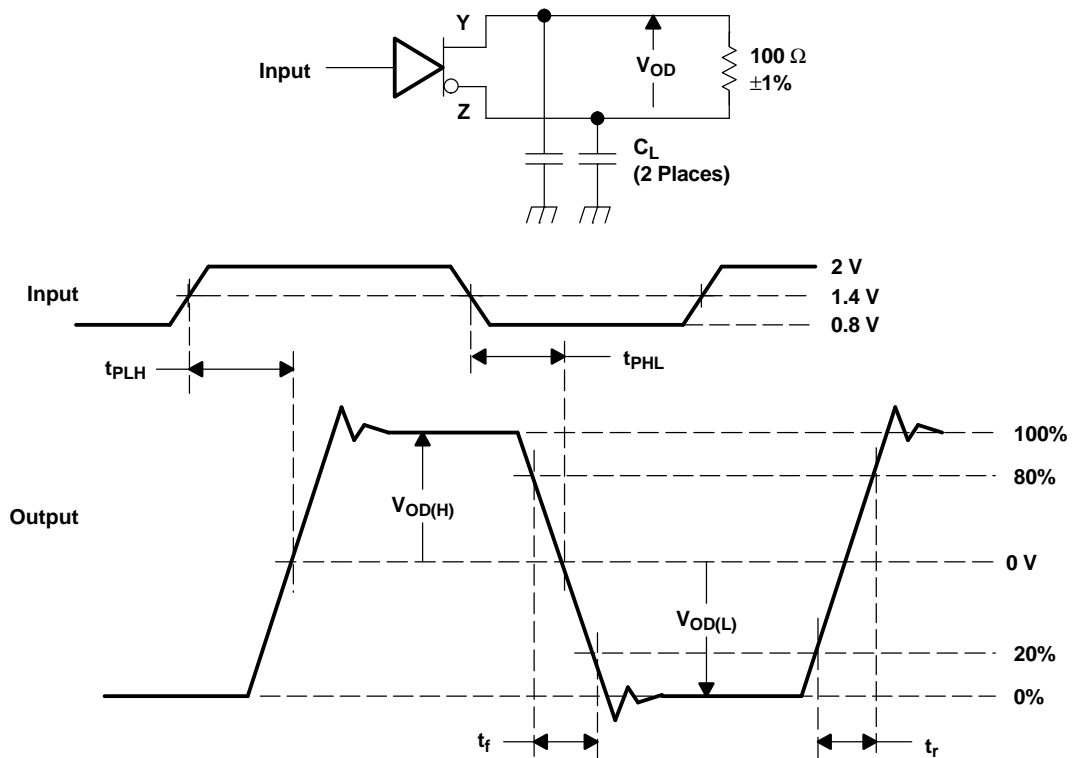 Y
Input
Z
V_OD
100 Ω
±1%
C_L
(2 Places)
Input
2 V
1.4 V
0.8 V
t_PLH
t_PHL
Output
100%
80%
V_OD(H)
0 V
V_OD(L)
20%
0%
t_f
t_r